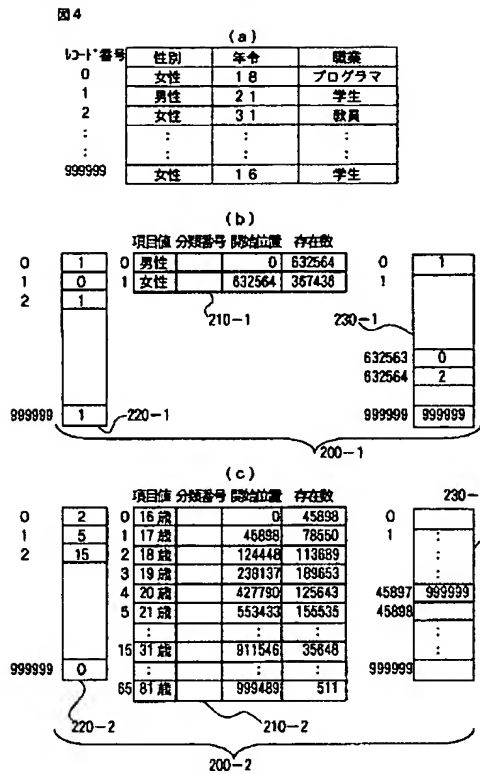 図4
(a)
ﾚｺｰﾄﾞ番号 性別 年令 職業
0 女性 18 プログラマ
1 男性 21 学生
2 女性 31 教員
: : : :
: : : :
999999 女性 16 学生
(b)
項目値 分類番号 開始位置 存在数
0 1 0 男性 0 632564 0 1
1 0 1 女性 632564 367436 1
2 1
210-1
230-1
632563 0
632564 2
999999 1 220-1 999999 999999
200-1
(c)
項目値 分類番号 開始位置 存在数 230-
0 2 0 16歳 0 45898 0
1 5 1 17歳 45898 78550 1 :
2 15 2 18歳 124448 113689 :
3 19歳 238137 189653 :
4 20歳 427790 125643 45897 999999
5 21歳 553433 155535 45898
: : : :
15 31歳 911546 35648 :
: : : :
999999 0 65 81歳 999489 511 999999
220-2 210-2
200-2